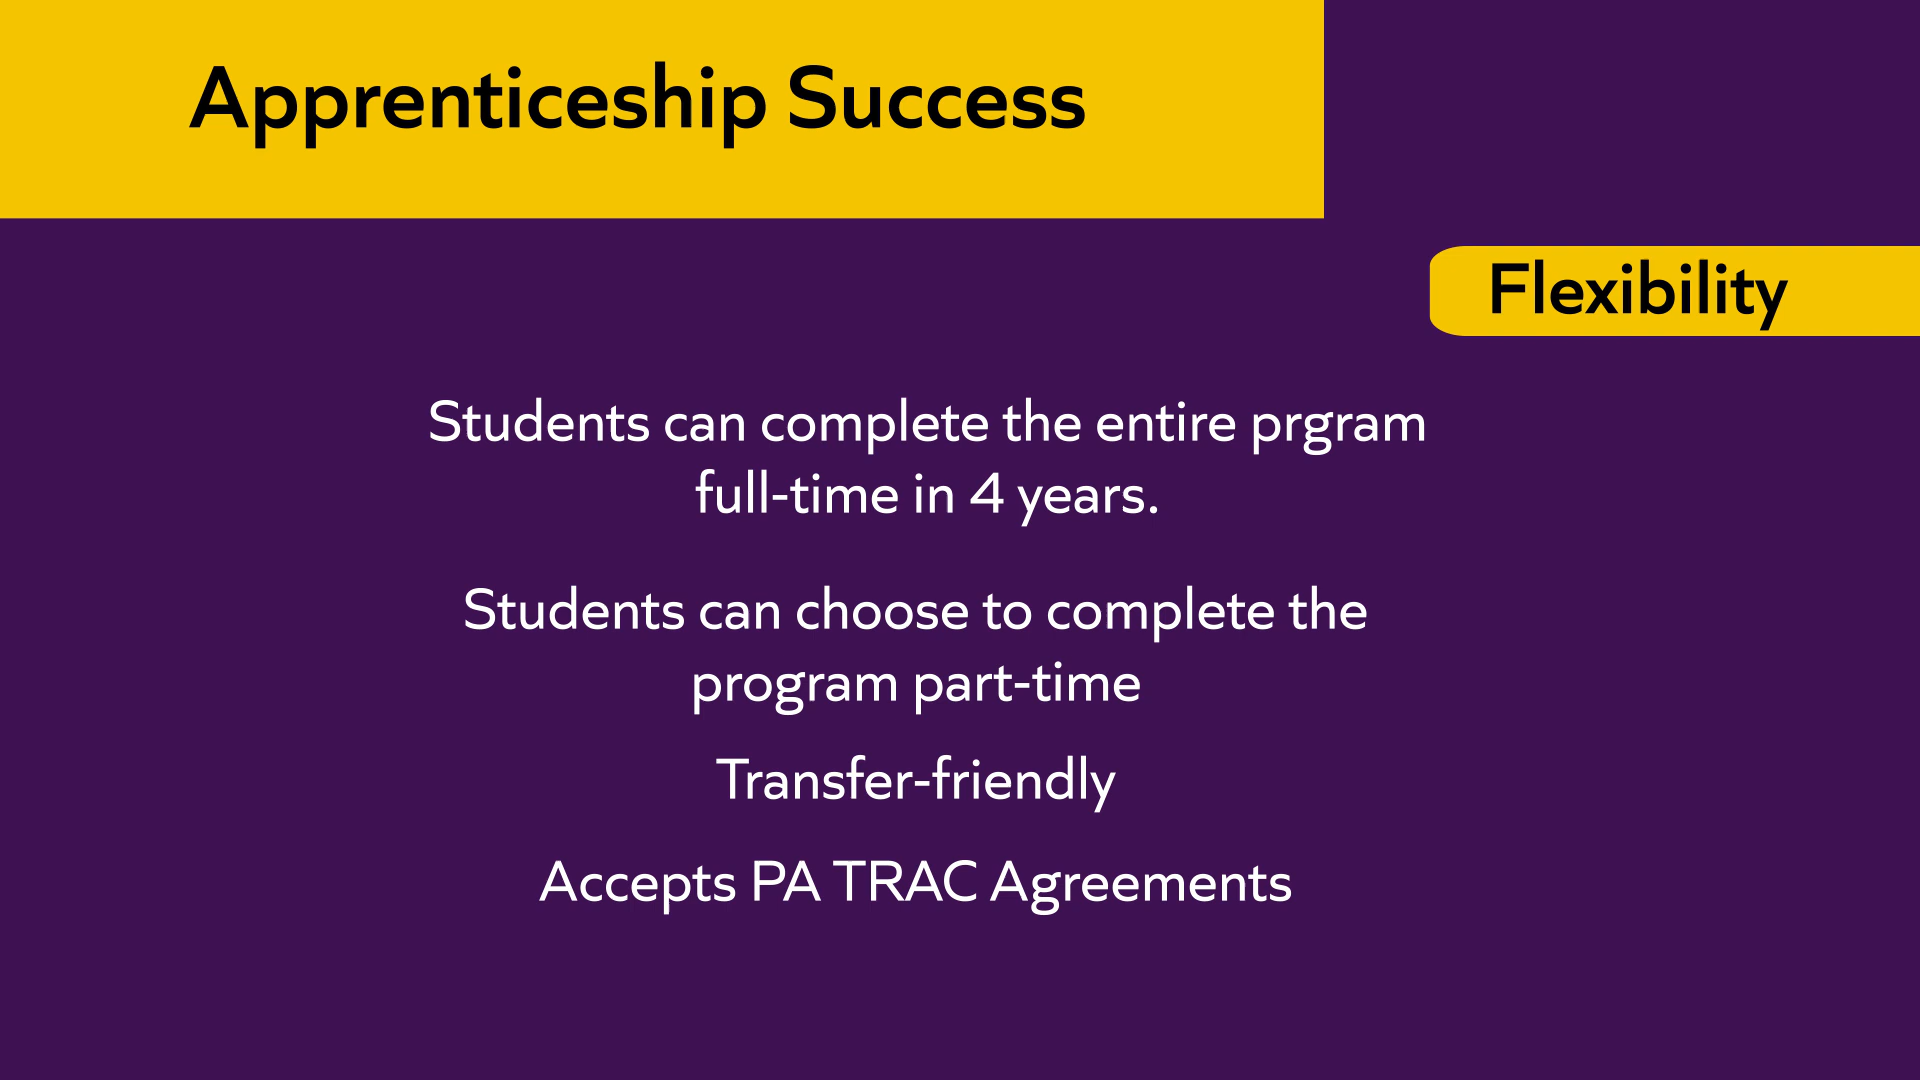 Apprenticeship Success
Flexibility
Students can complete the entire prgram
full-time in 4 years.
Students can choose to complete the
program part-time
Transfer-friendly
Accepts PA TRAC Agreements